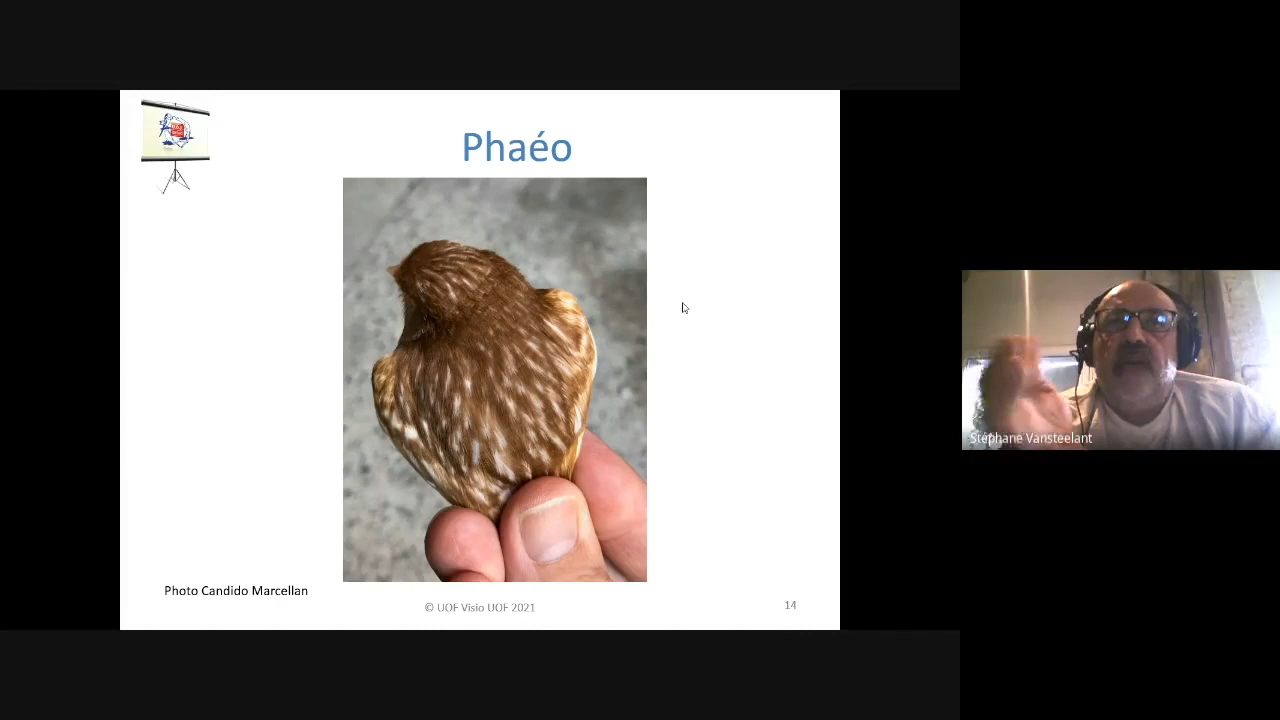 Phaéo
Photo Candido Marcellan
© UOF Visio UOF 2021
14
Stéphane Vansteelant